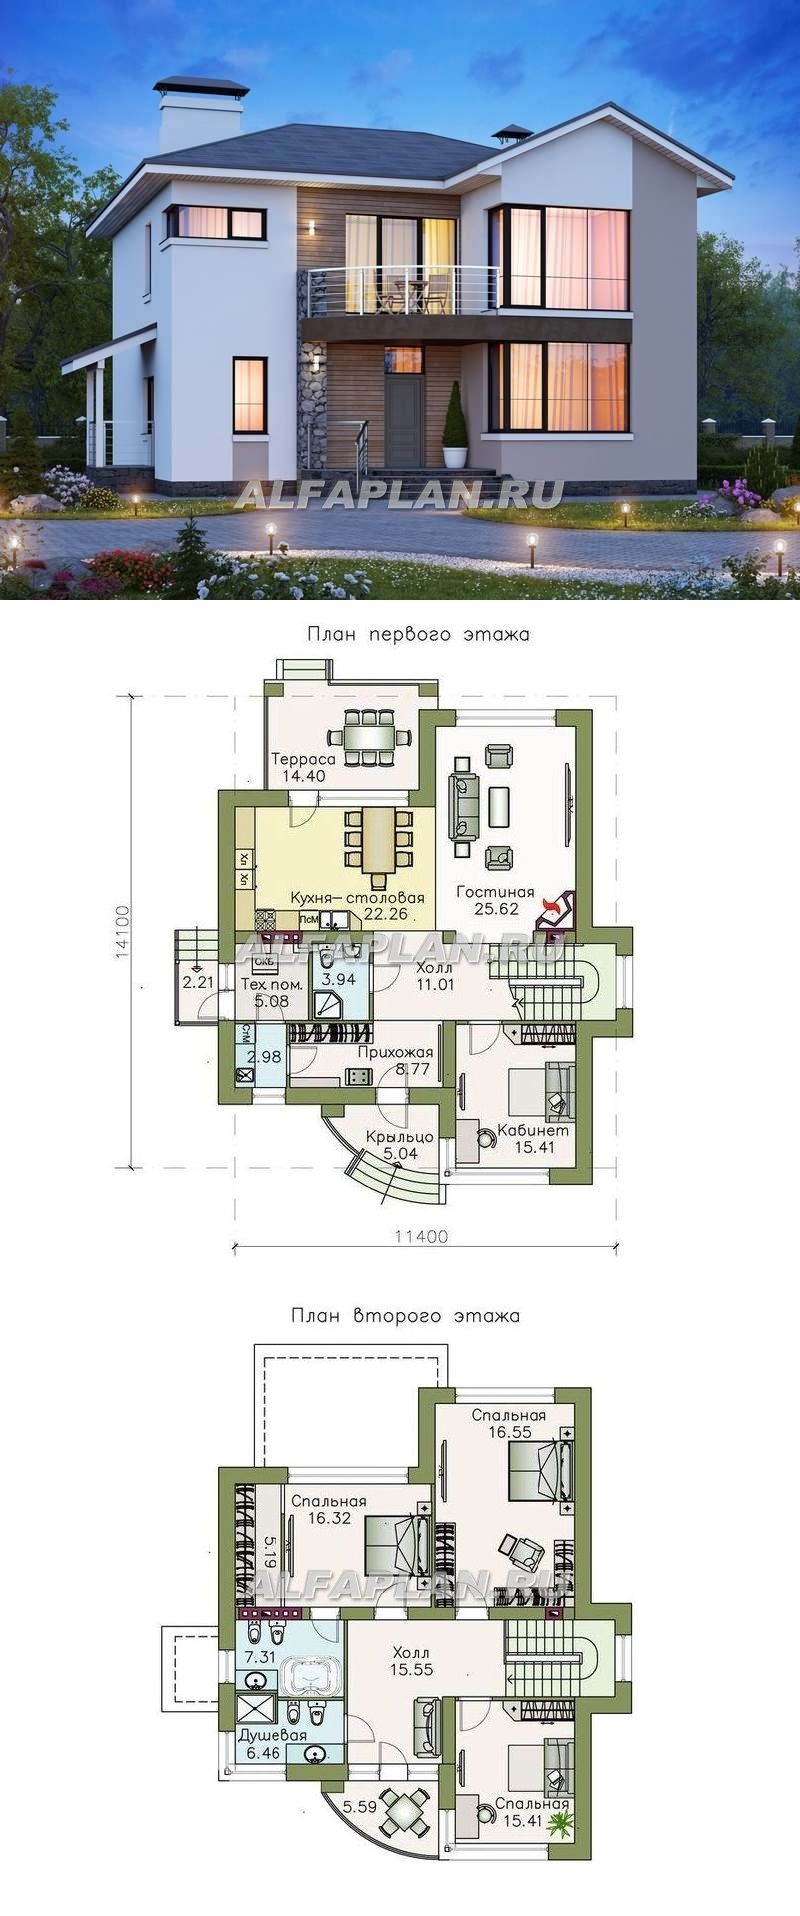 ALFAPLAN.RU
План первого этажа
Терраса
14.40
Хл
Хл
Кухня-столовая
22.26
ПсМ
Гостиная
25.62
14100
ALFAPLAN.RU
2.21
ОКБ
Тех.пом.
5.08
3.94
Холл
11.01
СтМ
2.98
Прихожая
8.77
Крыльцо
5.04
Кабинет
15.41
11400
План второго этажа
Спальная
16.55
Спальная
16.32
5.19
ALFAPLAN.RU
7.31
Холл
15.55
Душевая
6.46
5.59
Спальная
15.41